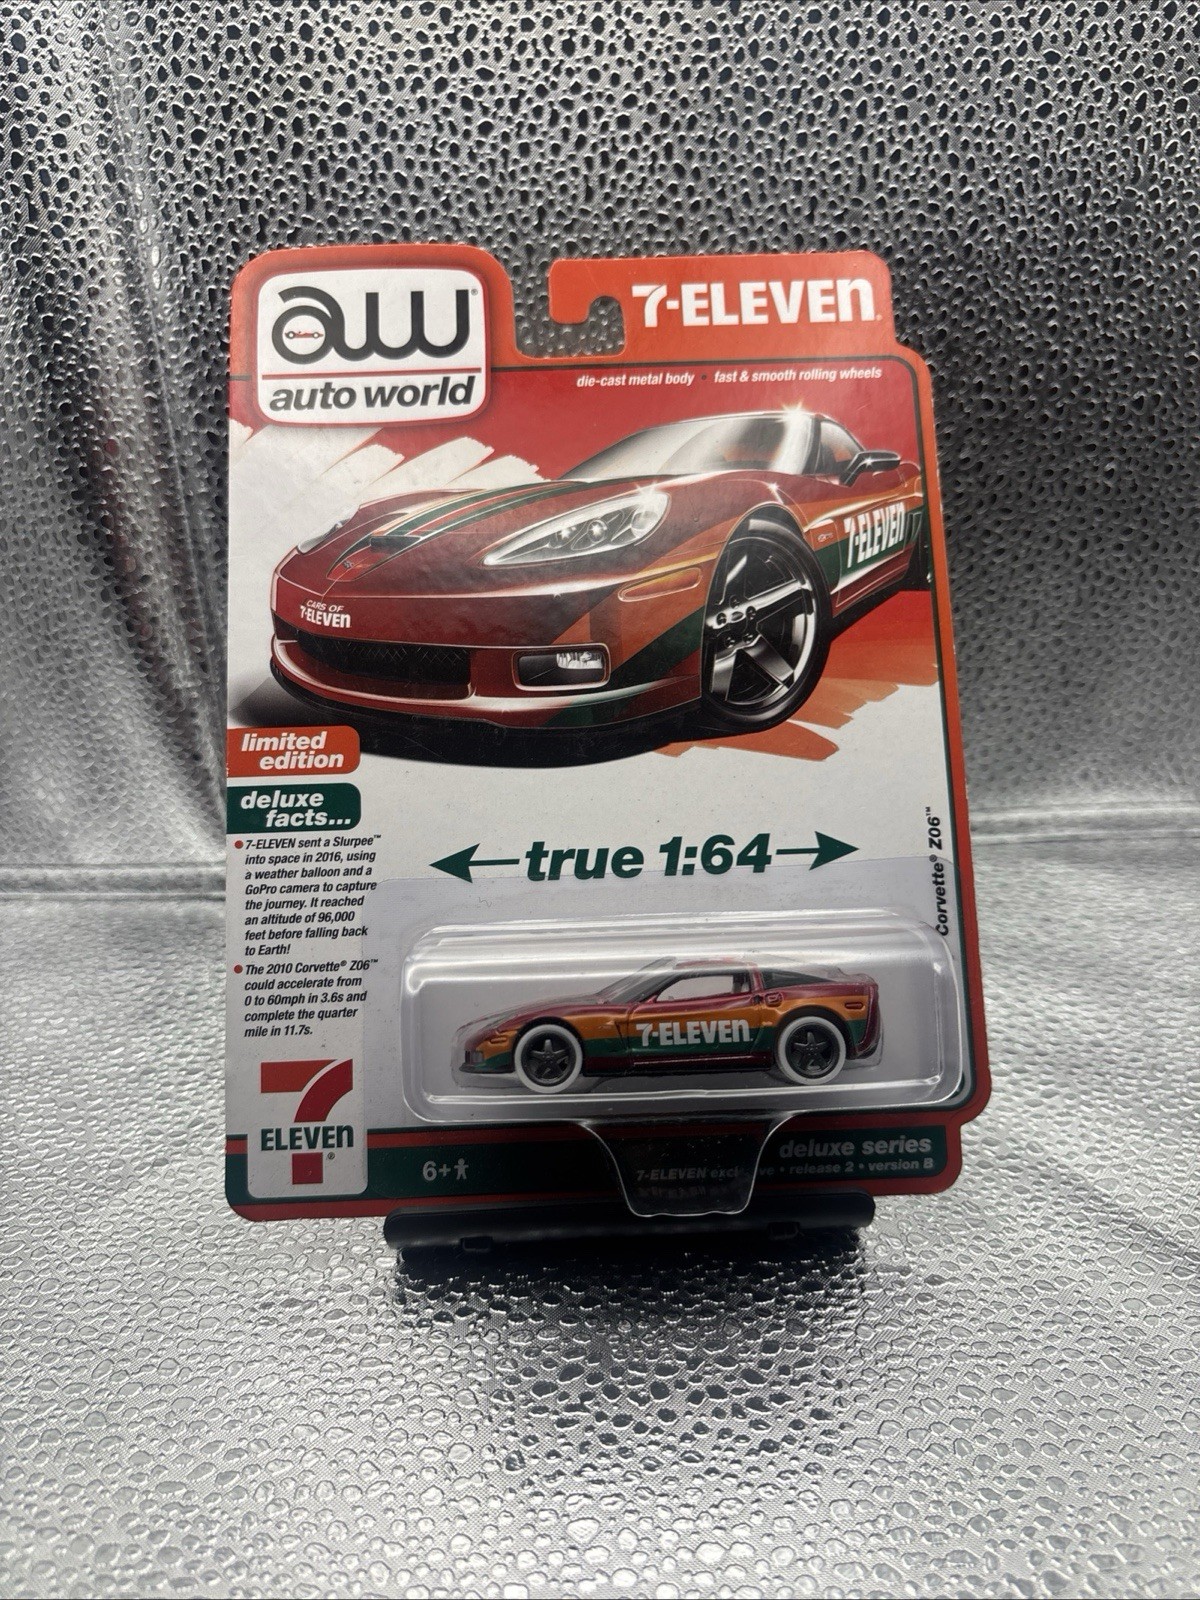 aw®
auto world
7-ELEVEn®
die-cast metal body • fast & smooth rolling wheels
7-ELEVEn
CARS OF
7-ELEVEn
limited
edition
deluxe
facts...
• 7-ELEVEN sent a Slurpee™
into space in 2016, using
a weather balloon and a
GoPro camera to capture
the journey. It reached
an altitude of 96,000
feet before falling back
to Earth!
• The 2010 Corvette® Z06™
could accelerate from
0 to 60mph in 3.6s and
complete the quarter
mile in 11.7s.
true 1:64
Corvette® Z06™
7-ELEVEn
7
ELEVEn
®
6+
deluxe series
7-ELEVEN • release 2 • version B